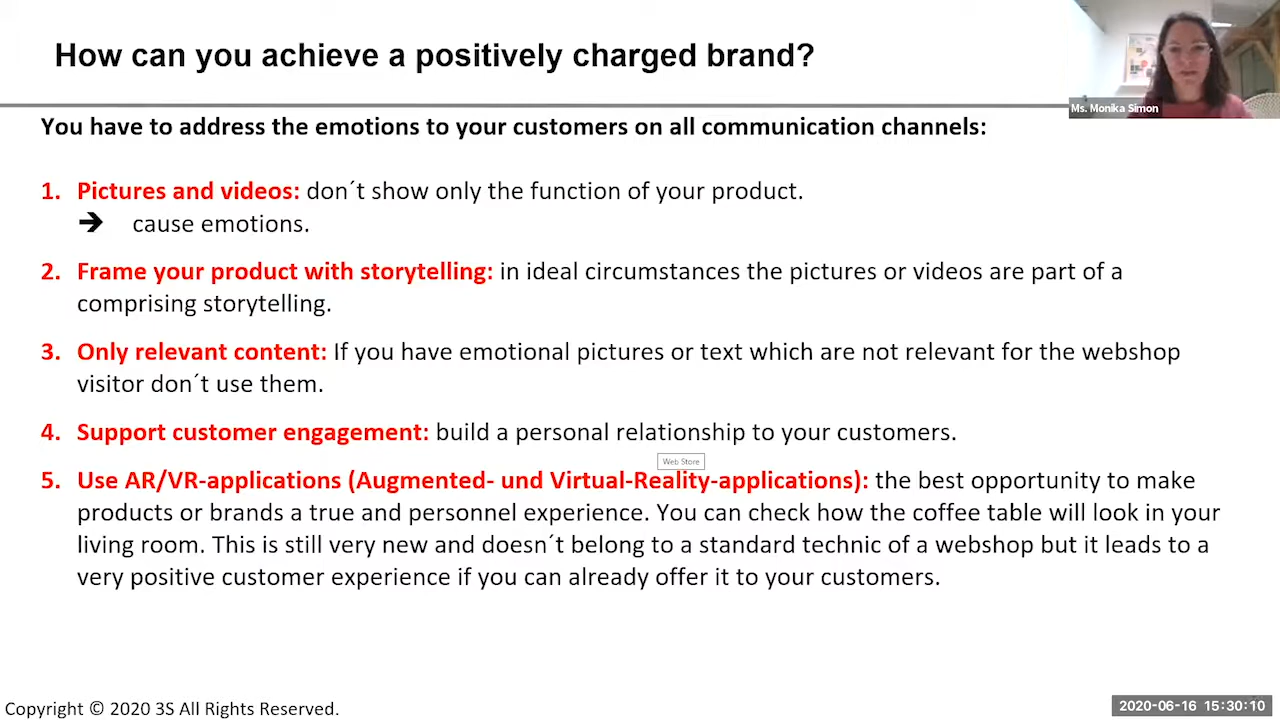 How can you achieve a positively charged brand?
Ms. Monika Simon
You have to address the emotions to your customers on all communication channels:
1. Pictures and videos: don´t show only the function of your product.
➔ cause emotions.
2. Frame your product with storytelling: in ideal circumstances the pictures or videos are part of a
comprising storytelling.
3. Only relevant content: If you have emotional pictures or text which are not relevant for the webshop
visitor don´t use them.
4. Support customer engagement: build a personal relationship to your customers.
Web Store
5. Use AR/VR-applications (Augmented- und Virtual-Reality-applications): the best opportunity to make
products or brands a true and personnel experience. You can check how the coffee table will look in your
living room. This is still very new and doesn´t belong to a standard technic of a webshop but it leads to a
very positive customer experience if you can already offer it to your customers.
Copyright © 2020 3S All Rights Reserved.
2020-06-16 15:30:10